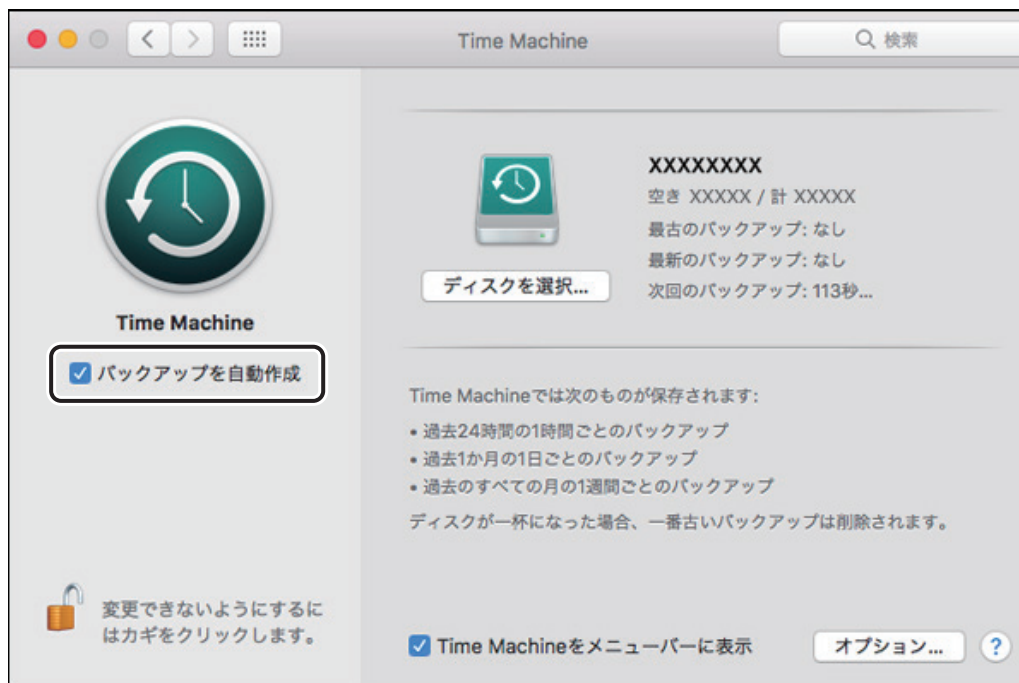 Time Machine
検索
Time Machine
バックアップを自動作成
変更できないようにするに
はカギをクリックします。
ディスクを選択...
XXXXXXXX
空き XXXXX / 計 XXXXX
最古のバックアップ: なし
最新のバックアップ: なし
次回のバックアップ: 113秒...
Time Machineでは次のものが保存されます:
• 過去24時間の1時間ごとのバックアップ
• 過去1か月の1日ごとのバックアップ
• 過去のすべての月の1週間ごとのバックアップ
ディスクが一杯になった場合、一番古いバックアップは削除されます。
Time Machineをメニューバーに表示
オプション...
?